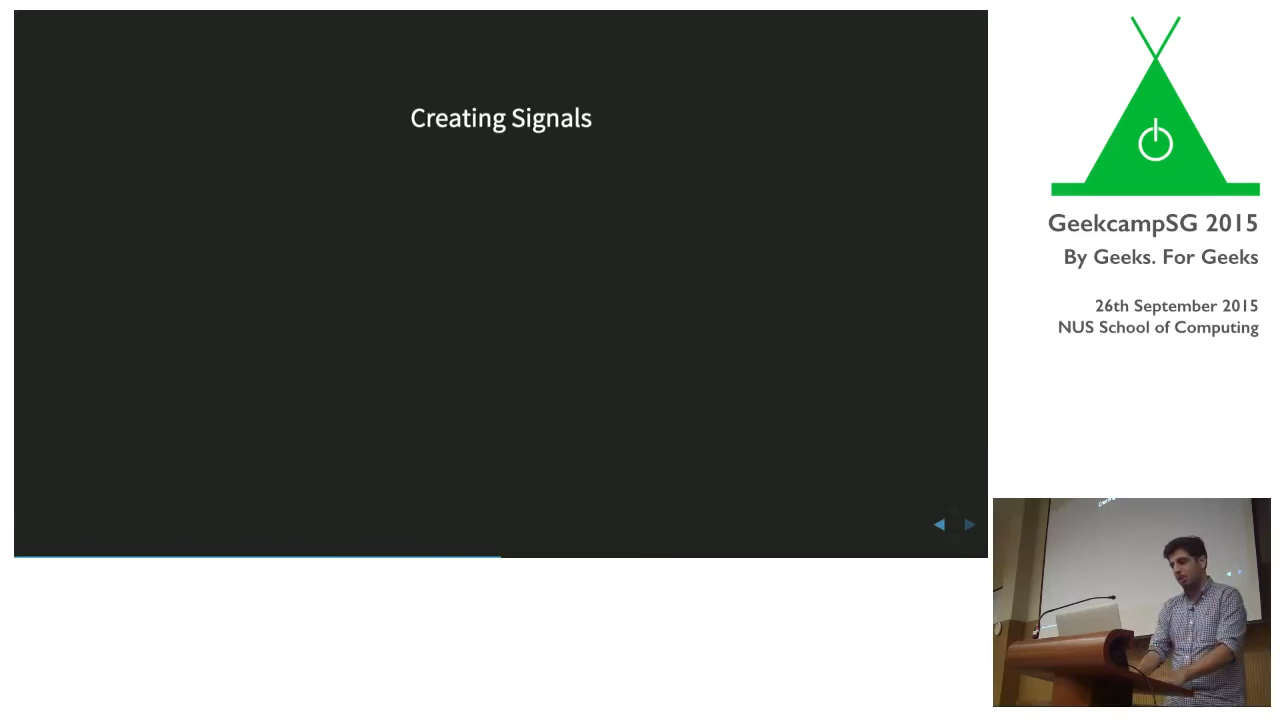 Creating Signals
GeekcampSG 2015
By Geeks. For Geeks
26th September 2015
NUS School of Computing